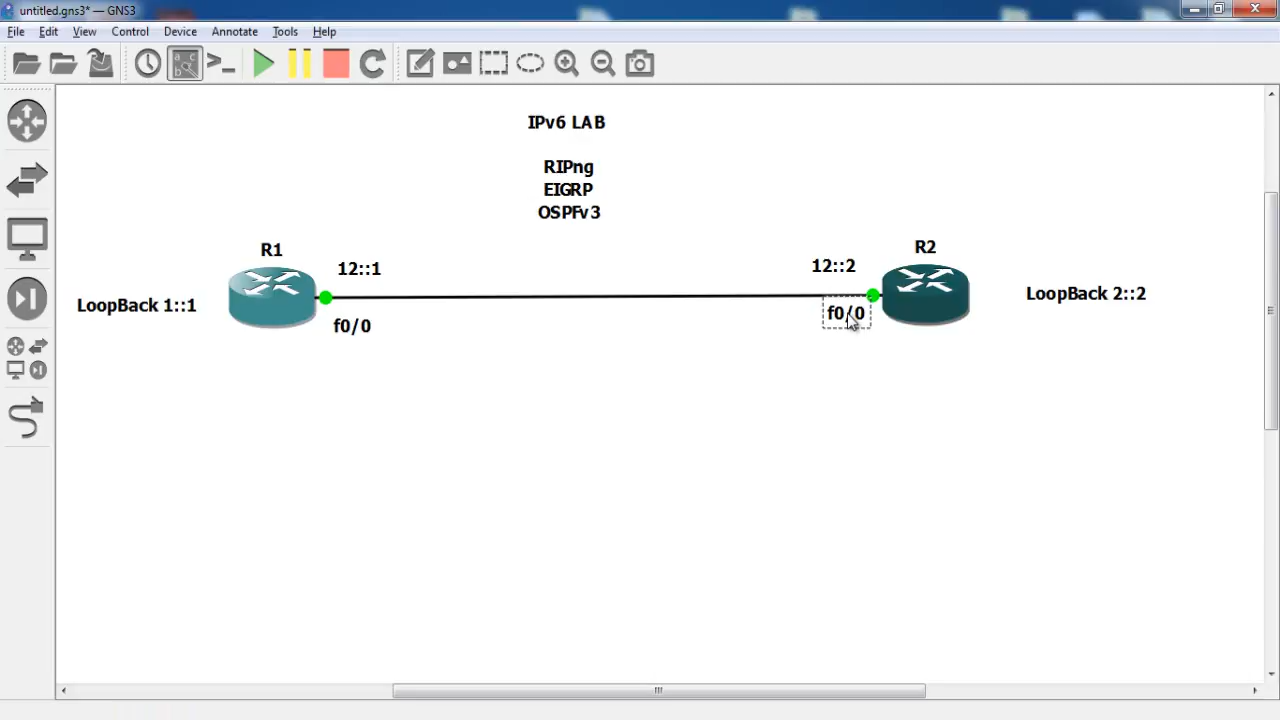 untitled.gns3* — GNS3
File Edit View Control Device Annotate Tools Help
IPv6 LAB
RIPng
EIGRP
OSPFv3
R1
R2
12::1
12::2
LoopBack 1::1
LoopBack 2::2
f0/0
f0/0